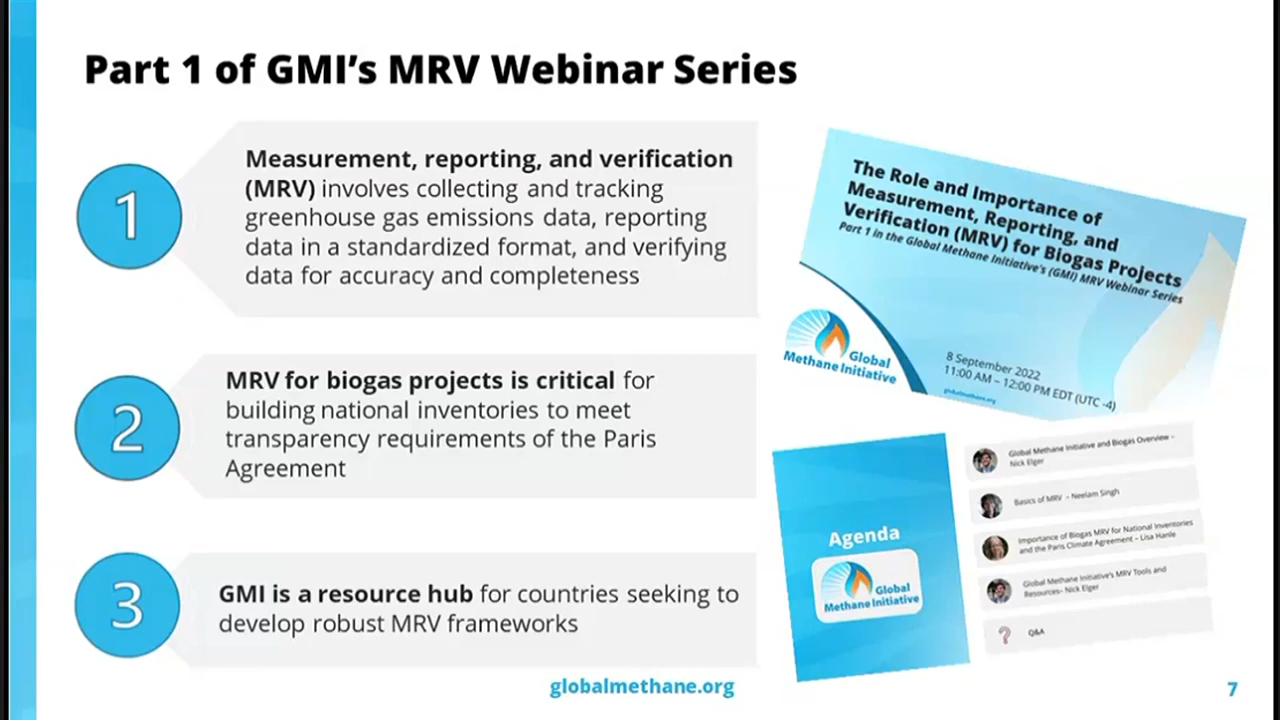 Part 1 of GMI's MRV Webinar Series
1
Measurement, reporting, and verification
(MRV) involves collecting and tracking
greenhouse gas emissions data, reporting
data in a standardized format, and verifying
data for accuracy and completeness
2
MRV for biogas projects is critical for
building national inventories to meet
transparency requirements of the Paris
Agreement
3
GMI is a resource hub for countries seeking to
develop robust MRV frameworks
The Role and Importance of
Measurement, Reporting, and
Verification (MRV) for Biogas Projects
Part 1 in the Global Methane Initiative's (GMI) MRV Webinar Series
Global
Methane Initiative
8 September 2022
11:00 AM – 12:00 PM EDT (UTC -4)
globalmethane.org
Agenda
Global
Methane Initiative
Global Methane Initiative and Biogas Overview –
Nick Elger
Basics of MRV – Neelam Singh
Importance of Biogas MRV for National Inventories
and the Paris Climate Agreement – Lisa Hanle
Global Methane Initiative's MRV Tools and
Resources– Nick Elger
?
Q&A
globalmethane.org
7